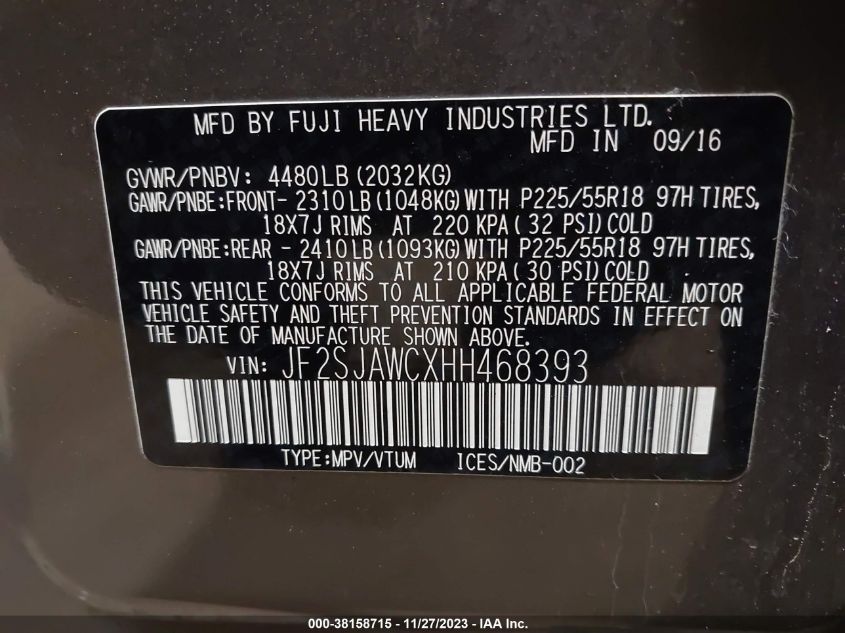 MFD BY FUJI HEAVY INDUSTRIES LTD.
MFD IN 09/16
GVWR/PNBV: 4480LB (2032KG)
GAWR/PNBE:FRONT- 2310LB (1048KG) WITH P225/55R18 97H TIRES,
18X7J RIMS AT 220 KPA ( 32 PSI) COLD
GAWR/PNBE:REAR - 2410LB (1093KG) WITH P225/55R18 97H TIRES,
18X7J RIMS AT 210 KPA ( 30 PSI) COLD
THIS VEHICLE CONFORMS TO ALL APPLICABLE FEDERAL MOTOR
VEHICLE SAFETY AND THEFT PREVENTION STANDARDS IN EFFECT ON
THE DATE OF MANUFACTURE SHOWN ABOVE.
VIN: JF2SJAWCXHH468393
TYPE:MPV/VTUM ICES/NMB-002
000-38158715 - 11/27/2023 - IAA Inc.